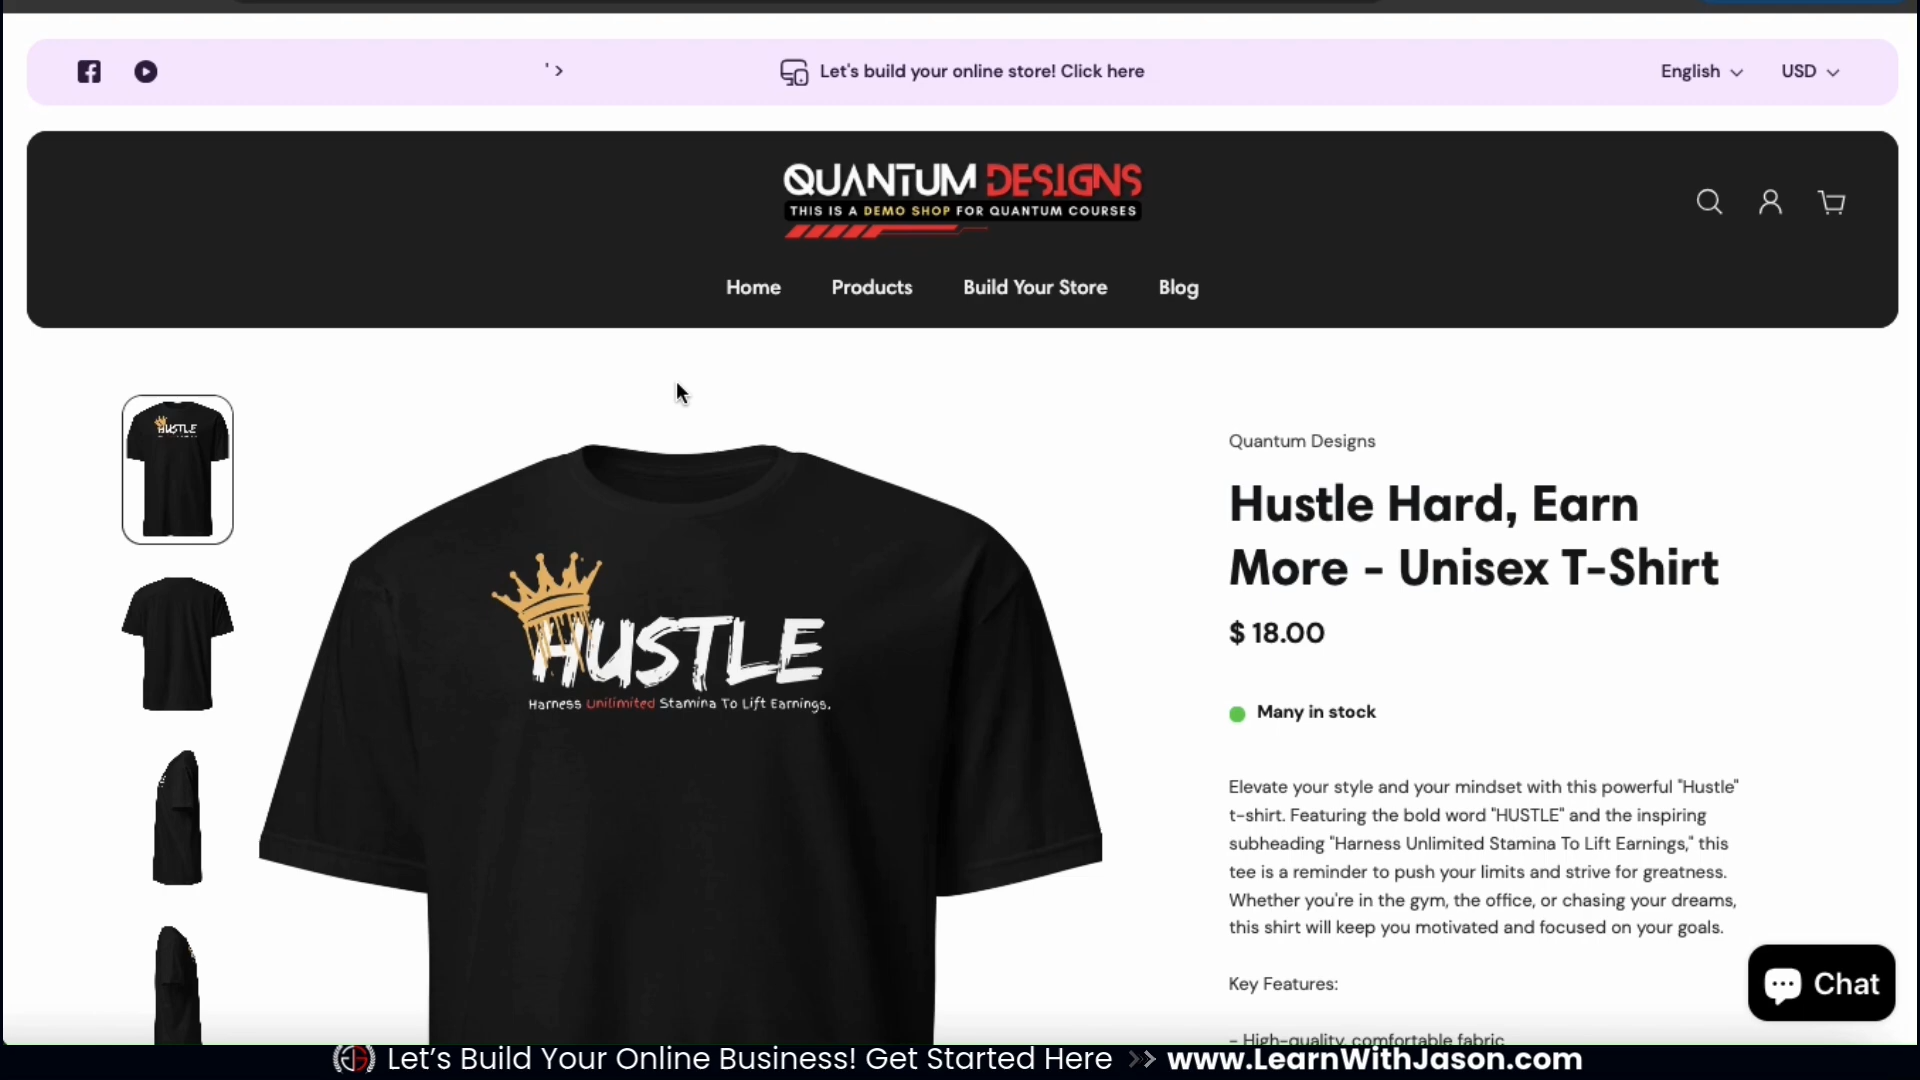 ' >
Let's build your online store! Click here
English
USD
QUANTUM DESIGNS
THIS IS A DEMO SHOP FOR QUANTUM COURSES
Home
Products
Build Your Store
Blog
HUSTLE
HUSTLE
Harness Unilimited Stamina To Lift Earnings.
Quantum Designs
Hustle Hard, Earn
More - Unisex T-Shirt
$ 18.00
Many in stock
Elevate your style and your mindset with this powerful "Hustle"
t-shirt. Featuring the bold word "HUSTLE" and the inspiring
subheading "Harness Unlimited Stamina To Lift Earnings," this
tee is a reminder to push your limits and strive for greatness.
Whether you're in the gym, the office, or chasing your dreams,
this shirt will keep you motivated and focused on your goals.
Key Features:
- High-quality, comfortable fabric
Chat
Let's Build Your Online Business! Get Started Here >> www.LearnWithJason.com